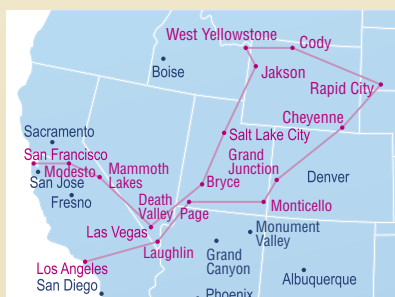 West Yellowstone
Cody
Boise
Jakson
Rapid City
Cheyenne
Sacramento
Salt Lake City
San Francisco
Grand
Junction
Modesto
Mammoth
Lakes
San Jose
Bryce
Denver
Fresno
Death
Valley
Page
Monticello
Las Vegas
Monument
Valley
Laughlin
Grand
Canyon
Los Angeles
San Diego
Albuquerque
Phoenix